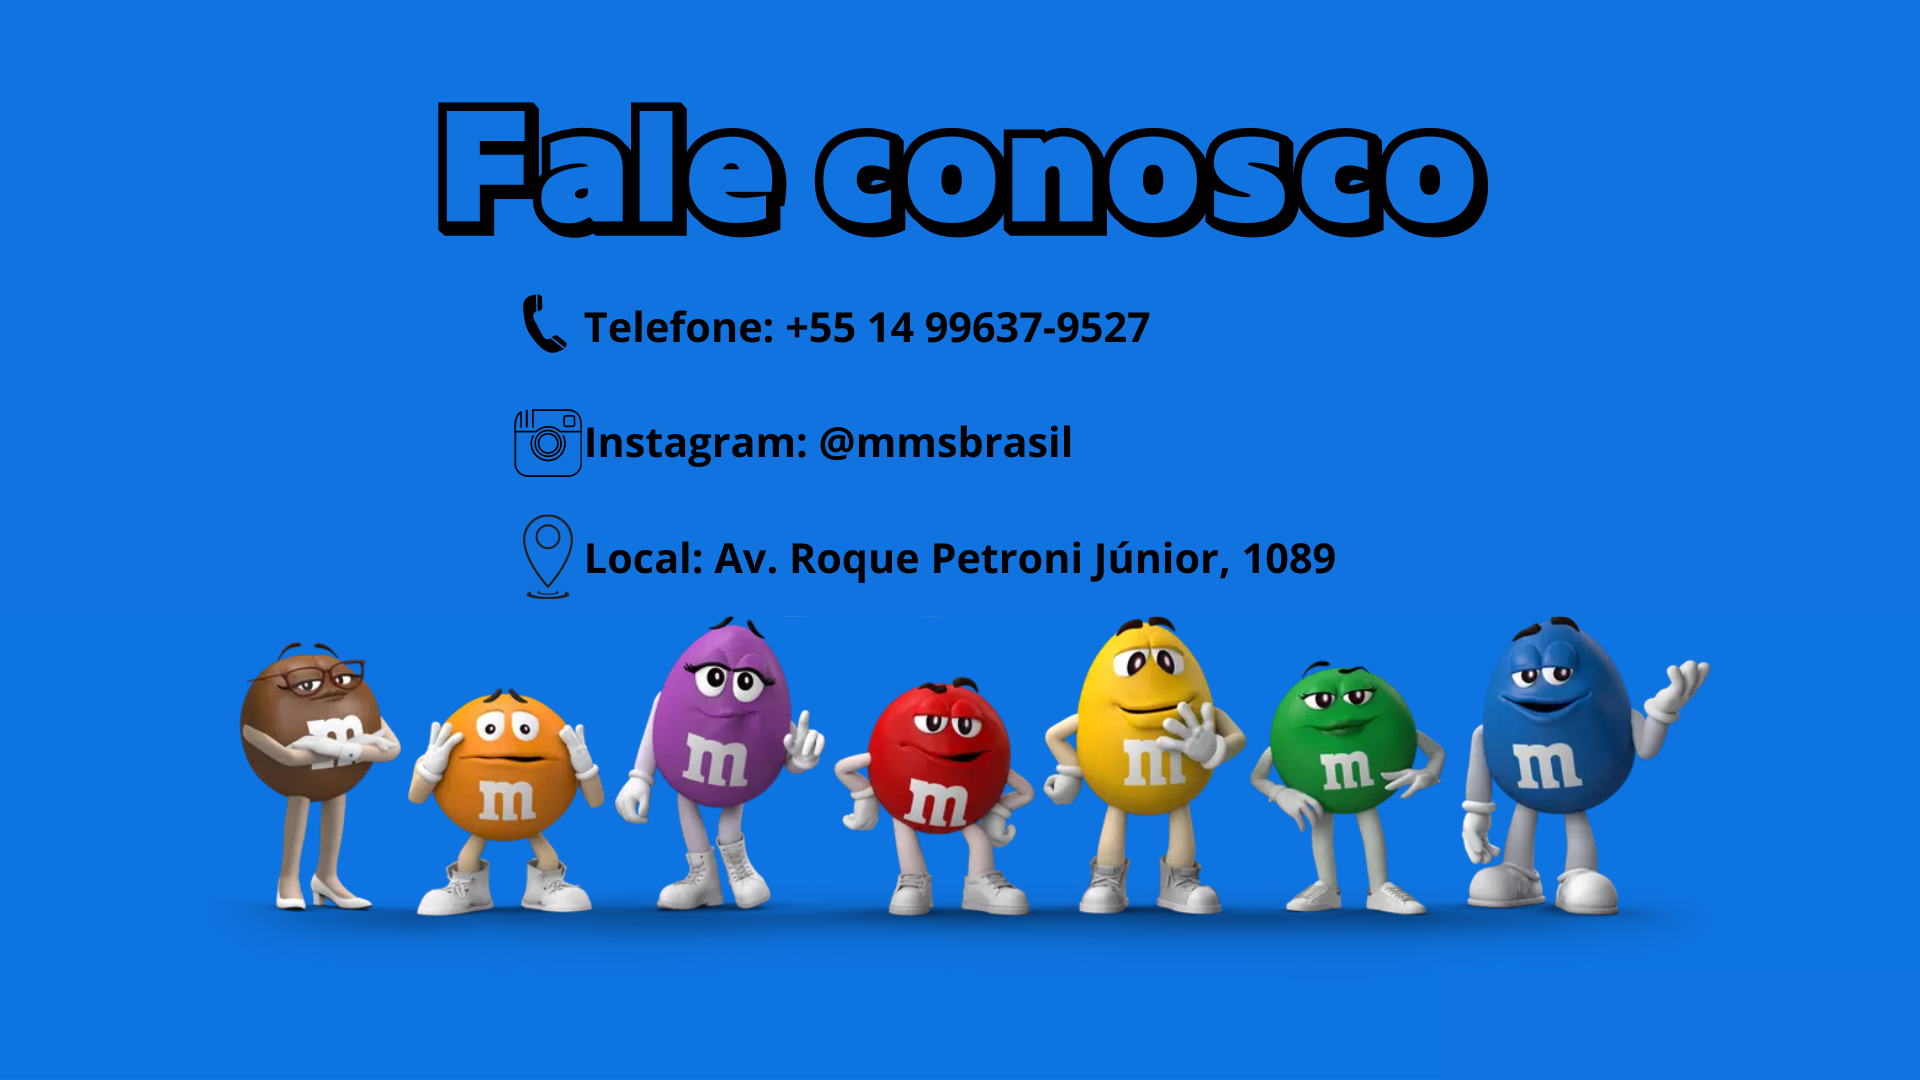 Fale conosco
Telefone: +55 14 99637-9527
Instagram: @mmsbrasil
Local: Av. Roque Petroni Júnior, 1089
m m m m m m m